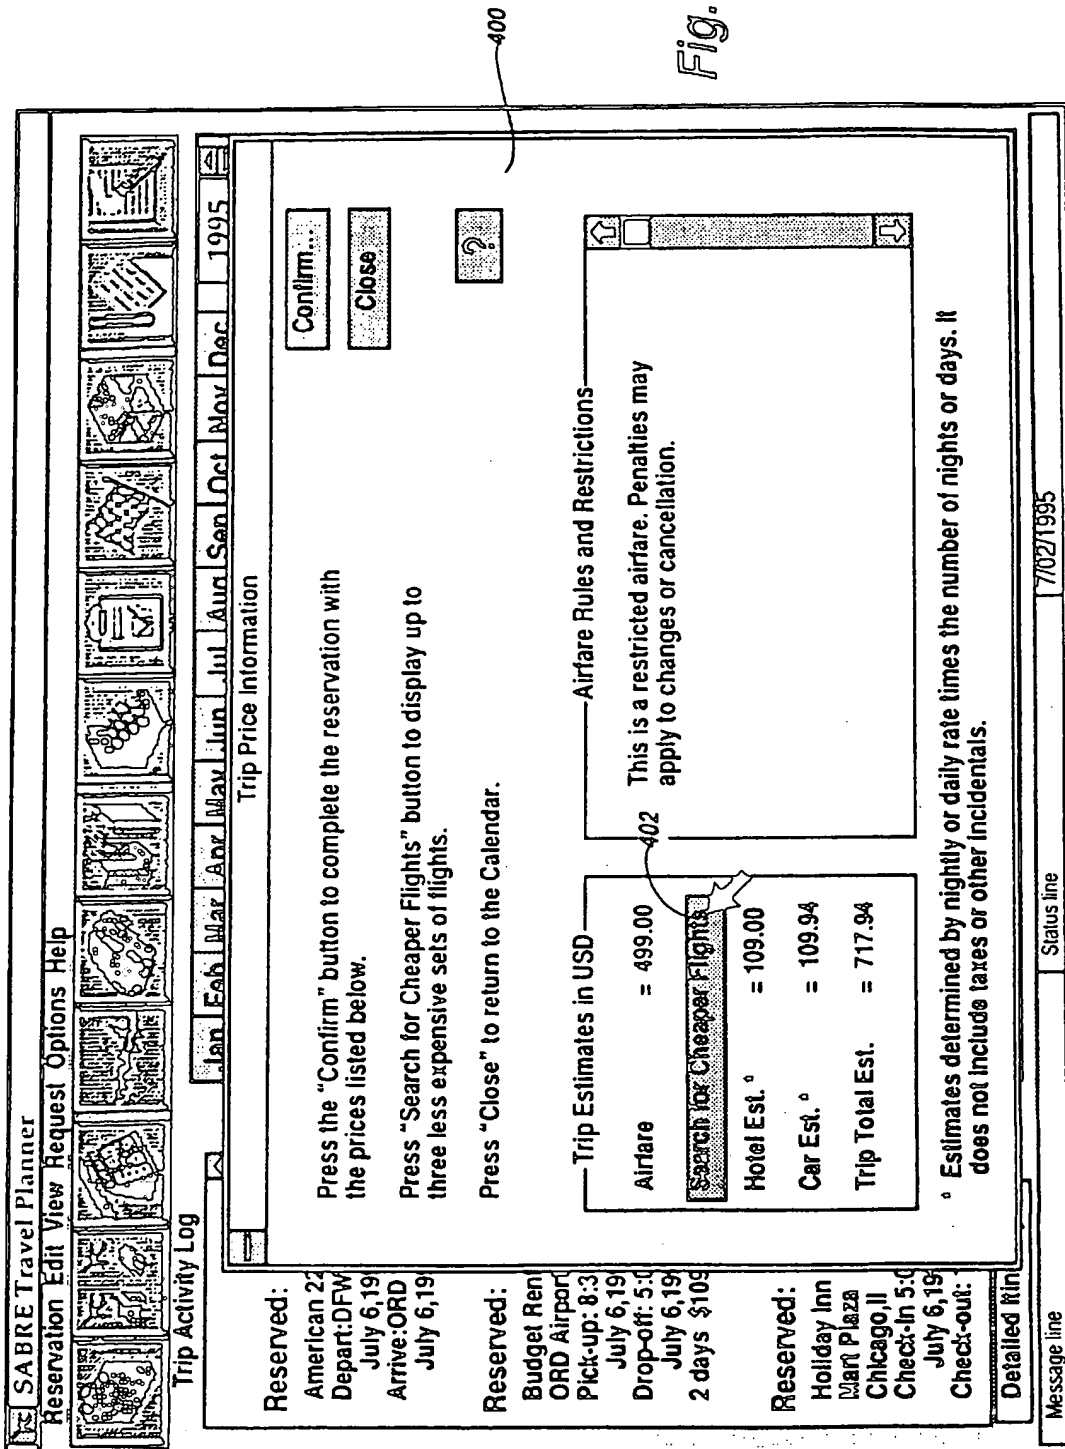 SABRE Travel Planner
Reservation Edit View Request Options Help
Trip Activity Log
Jan Feb Mar Apr May Jun Jul Aug Sep Oct Nov Dec 1995
Reserved:
American 22
Depart:DFW
July 6,199
Arrive:ORD
July 6,199
Reserved:
Budget Ren
ORD Airport
Pick-up: 8:3
July 6,19
Drop-off: 5:0
July 6,19
2 days $109
Reserved:
Holiday Inn
Mart Plaza
Chicago,Il
Check-In 5:0
July 6,19
Check-out:
Detailed Itin
Trip Price Information
Press the “Confirm” button to complete the reservation with
the prices listed below.
Press “Search for Cheaper Flights” button to display up to
three less expensive sets of flights.
Press “Close” to return to the Calendar.
Confirm...
Close
?
Trip Estimates in USD
Airfare = 499.00
Search for Cheaper Flights
Hotel Est. ° = 109.00
Car Est. ° = 109.94
Trip Total Est. = 717.94
402
Airfare Rules and Restrictions
This is a restricted airfare. Penalties may
apply to changes or cancellation.
° Estimates determined by nightly or daily rate times the number of nights or days. It
does not include taxes or other incidentals.
Message line
Status line
7/02/1995
400
Fig.